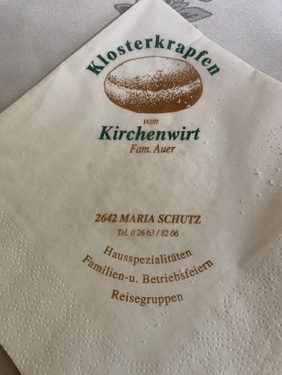 Klosterkrapfen
vom
Kirchenwirt
Fam. Auer
2642 MARIA SCHUTZ
Tel. 0 26 63 / 82 06
Hausspezialitäten
Familien-u. Betriebsfeiern
Reisegruppen